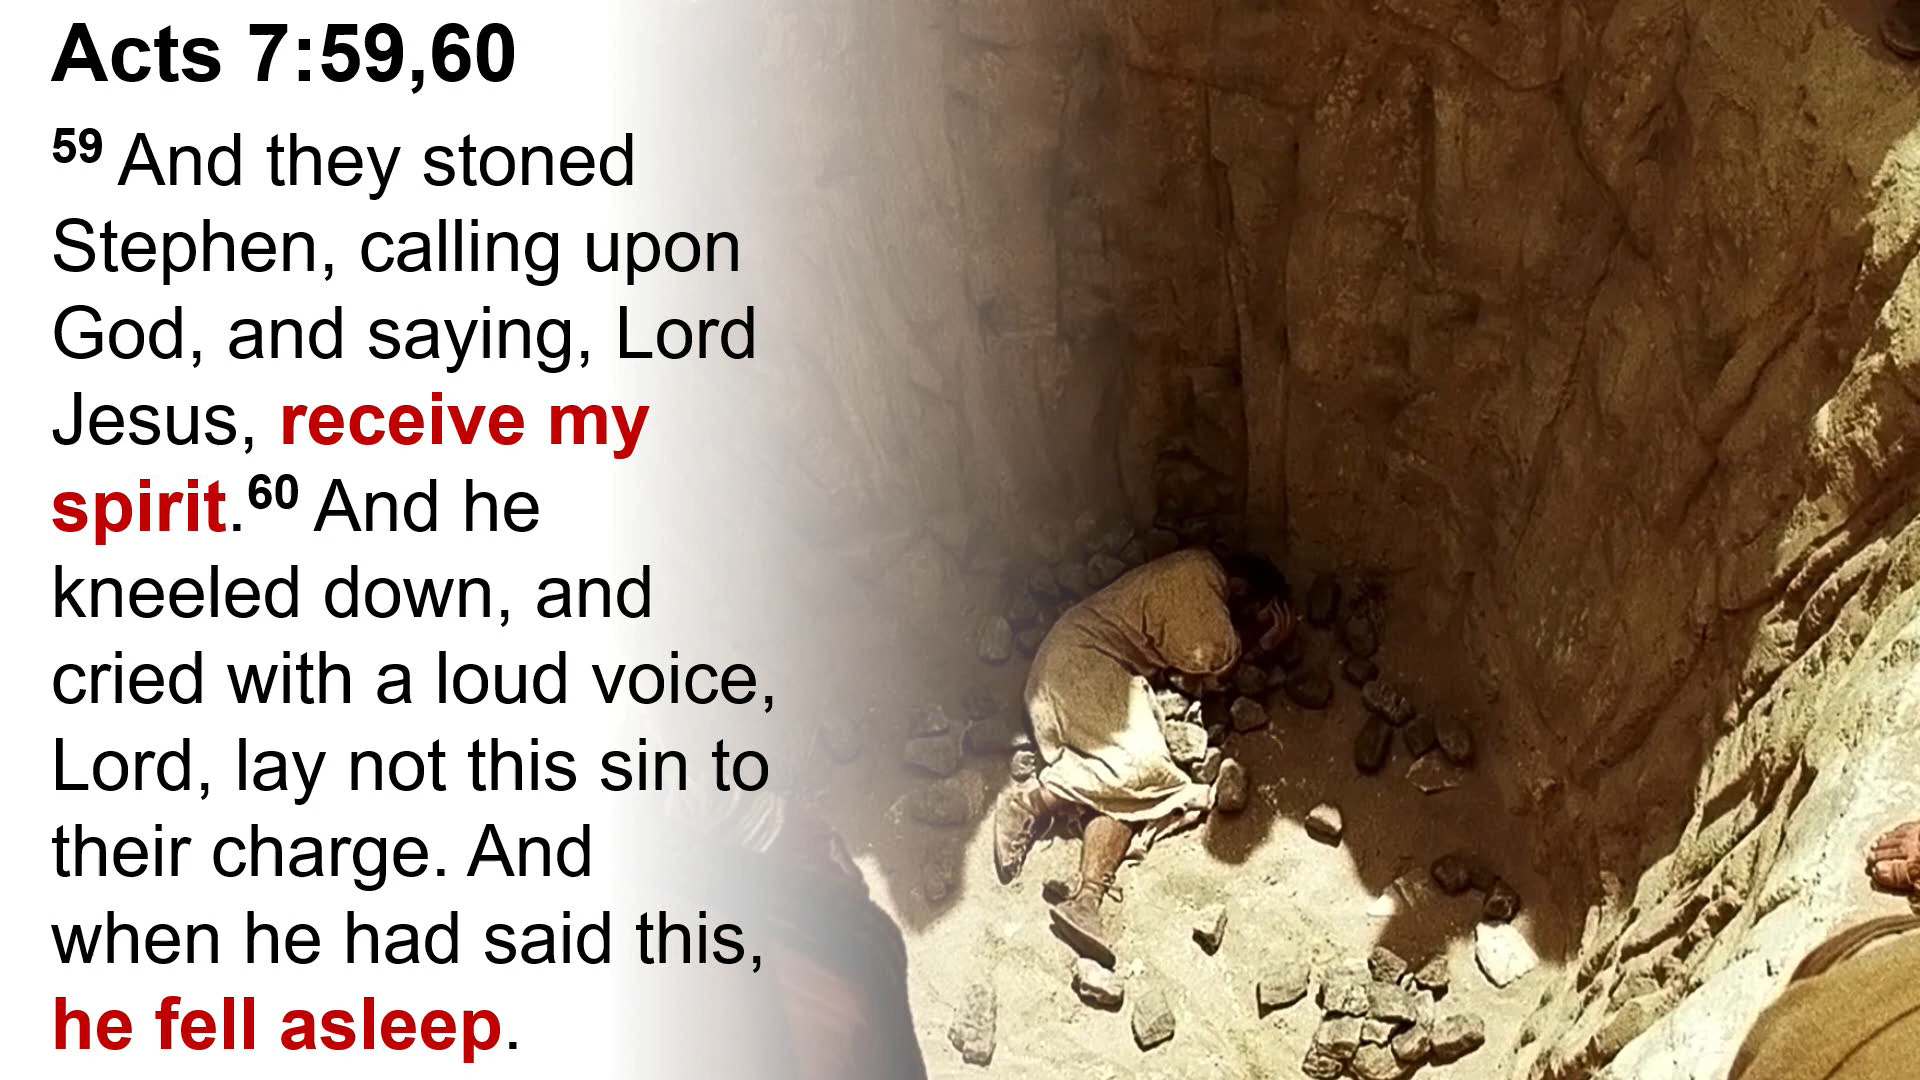 Acts 7:59,60
59 And they stoned
Stephen, calling upon
God, and saying, Lord
Jesus, receive my
spirit.60 And he
kneeled down, and
cried with a loud voice,
Lord, lay not this sin to
their charge. And
when he had said this,
he fell asleep.